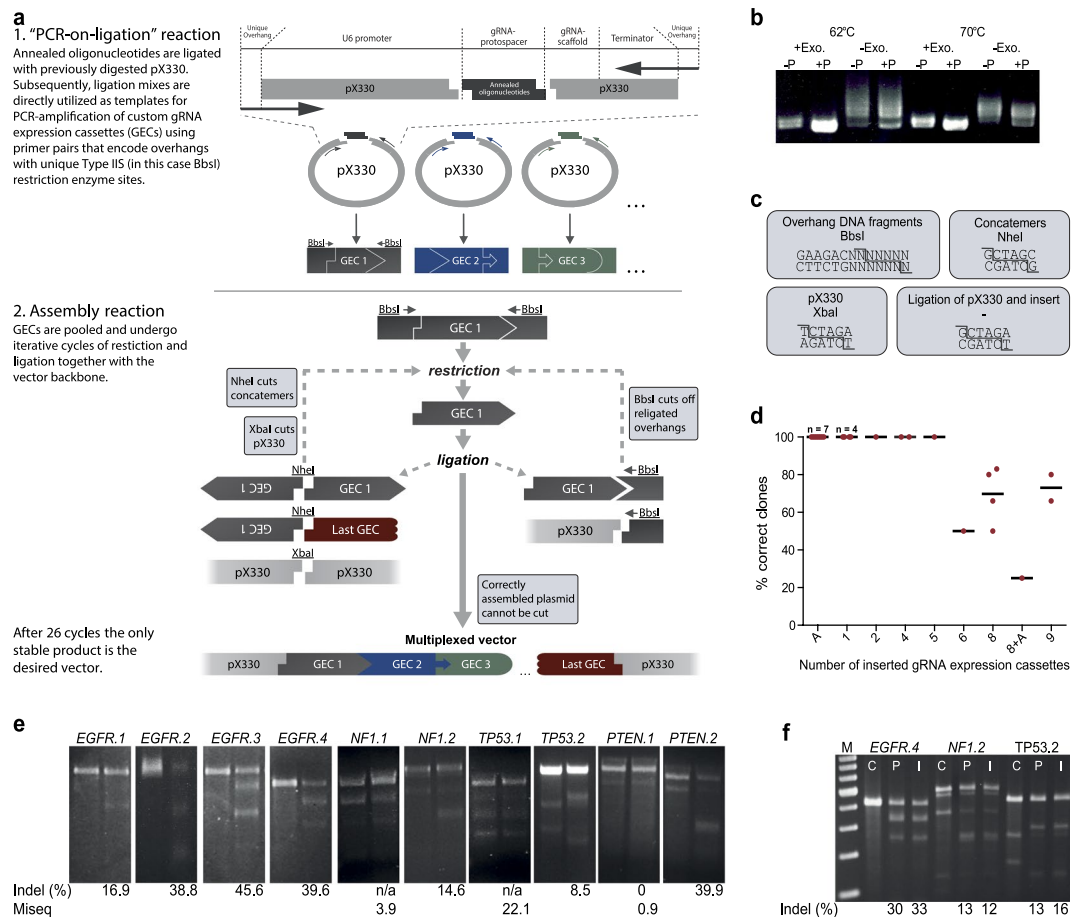 a
1. “PCR-on-ligation” reaction
Annealed oligonucleotides are ligated
with previously digested pX330.
Subsequently, ligation mixes are
directly utilized as templates for
PCR-amplification of custom gRNA
expression cassettes (GECs) using
primer pairs that encode overhangs
with unique Type IIS (in this case BbsI)
restriction enzyme sites.
Unique
Overhang
U6 promoter
gRNA-
protospacer
gRNA-
scaffold
Terminator
Unique
Overhang
pX330
Annealed
oligonucleotides
pX330
pX330
pX330
pX330
...
BbsI
BbsI
GEC 1
GEC 2
GEC 3
...
2. Assembly reaction
GECs are pooled and undergo
iterative cycles of restiction and
ligation together with the
vector backbone.
BbsI
BbsI
GEC 1
restriction
NheI cuts
concatemers
XbaI cuts
pX330
BbsI cuts off
religated
overhangs
GEC 1
ligation
NheI
GEC 1
GEC 1
BbsI
GEC 1
NheI
GEC 1
Last GEC
BbsI
pX330
XbaI
pX330
pX330
Correctly
assembled plasmid
cannot be cut
After 26 cycles the only
stable product is the
desired vector.
Multiplexed vector
pX330
GEC 1
GEC 2
GEC 3
...
Last GEC
pX330
b
62°C
70°C
+Exo.
-Exo.
+Exo.
-Exo.
-P +P -P +P -P +P -P +P
c
Overhang DNA fragments
BbsI
GAAGACNNNNNNN
CTTCTGNNNNNNN
Concatemers
NheI
GCTAGC
CGATCG
pX330
XbaI
TCTAGA
AGATCT
Ligation of pX330 and insert
-
GCTAGA
CGATCT
d
% correct clones
100
80
60
40
20
0
n = 7
n = 4
A 1 2 4 5 6 8 8+A 9
Number of inserted gRNA expression cassettes
e
EGFR.1 EGFR.2 EGFR.3 EGFR.4 NF1.1 NF1.2 TP53.1 TP53.2 PTEN.1 PTEN.2
Indel (%) 16.9 38.8 45.6 39.6 n/a 14.6 n/a 8.5 0 39.9
Miseq 3.9 22.1 0.9
f
M EGFR.4 NF1.2 TP53.2
C P I C P I C P I
Indel (%) 30 33 13 12 13 16